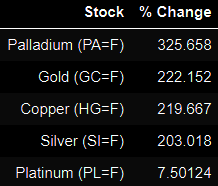 Stock % Change
Palladium (PA=F) 325.658
Gold (GC=F) 222.152
Copper (HG=F) 219.667
Silver (SI=F) 203.018
Platinum (PL=F) 7.50124